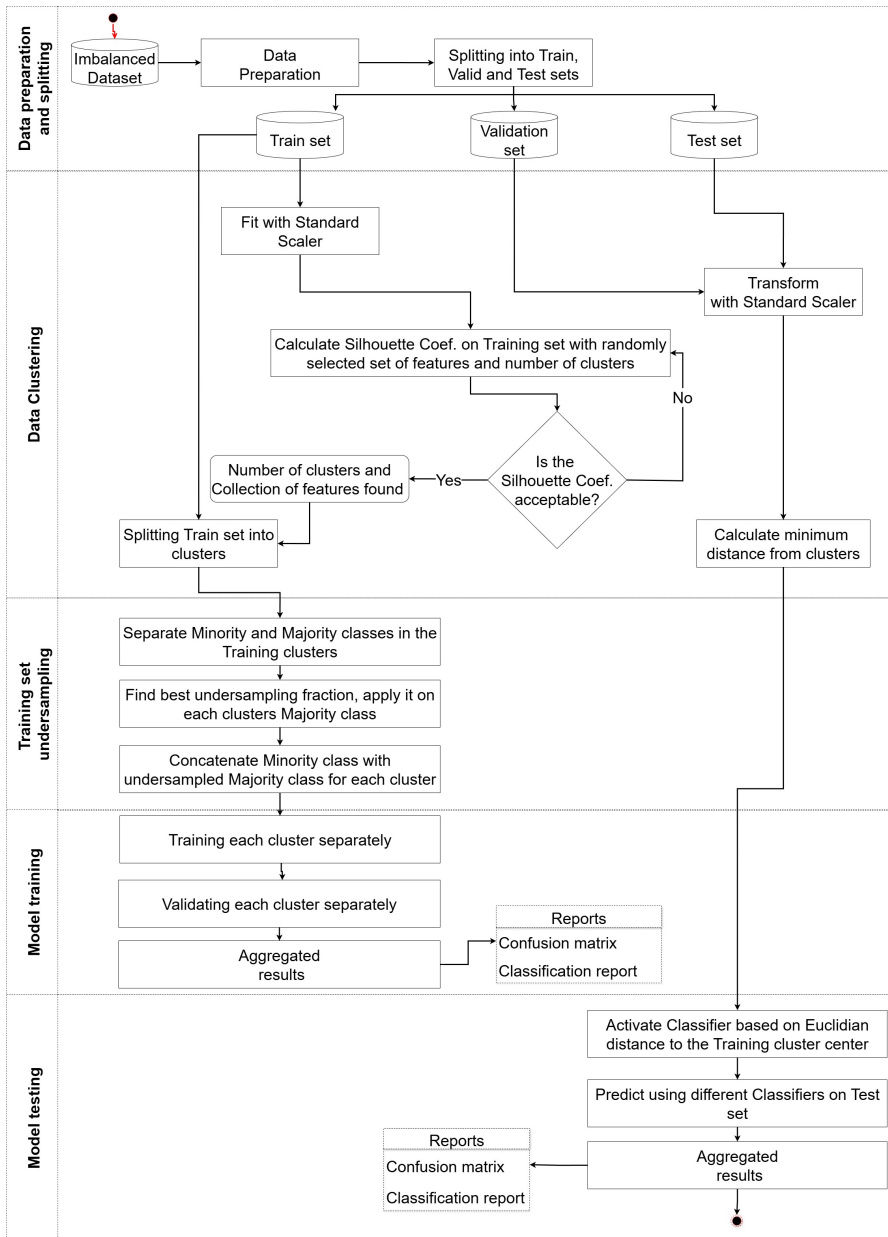 Data preparation
and splitting
Imbalanced
Dataset
Data
Preparation
Splitting into Train,
Valid and Test sets
Train set
Validation
set
Test set
Data Clustering
Fit with Standard
Scaler
Transform
with Standard Scaler
Calculate Silhouette Coef. on Training set with randomly
selected set of features and number of clusters
No
Is the
Silhouette Coef.
acceptable?
Yes
Number of clusters and
Collection of features found
Splitting Train set into
clusters
Calculate minimum
distance from clusters
Training set
undersampling
Separate Minority and Majority classes in the
Training clusters
Find best undersampling fraction, apply it on
each clusters Majority class
Concatenate Minority class with
undersampled Majority class for each cluster
Model training
Training each cluster separately
Validating each cluster separately
Aggregated
results
Reports
Confusion matrix
Classification report
Model testing
Activate Classifier based on Euclidian
distance to the Training cluster center
Predict using different Classifiers on Test
set
Aggregated
results
Reports
Confusion matrix
Classification report